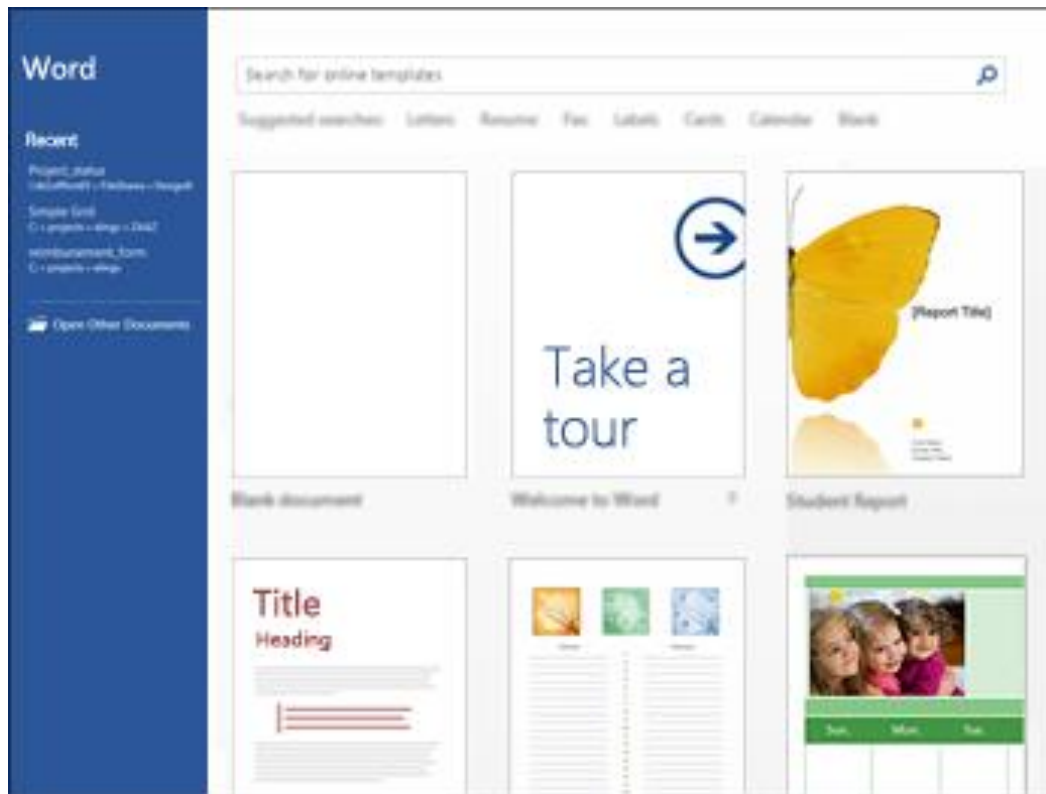 Word
Search for online templates
Suggested searches: Letters Resume Fax Labels Cards Calendar Blank
Recent
Project_status
Simple Grid
reimbursement_form
Open Other Documents
Take a
tour
[Report Title]
Blank document
Welcome to Word
Student Report
Title
Heading
Sun. Mon. Tue.